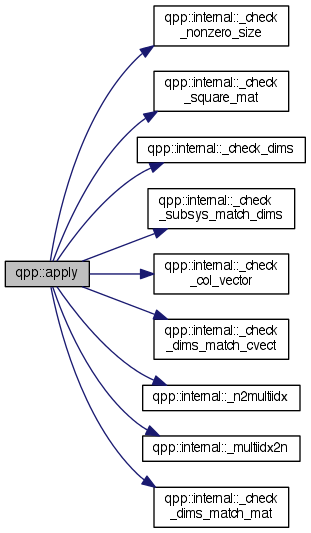 qpp::internal::_check
_nonzero_size
qpp::internal::_check
_square_mat
qpp::internal::_check_dims
qpp::internal::_check
_subsys_match_dims
qpp::apply
qpp::internal::_check
_col_vector
qpp::internal::_check
_dims_match_cvect
qpp::internal::_n2multiidx
qpp::internal::_multiidx2n
qpp::internal::_check
_dims_match_mat